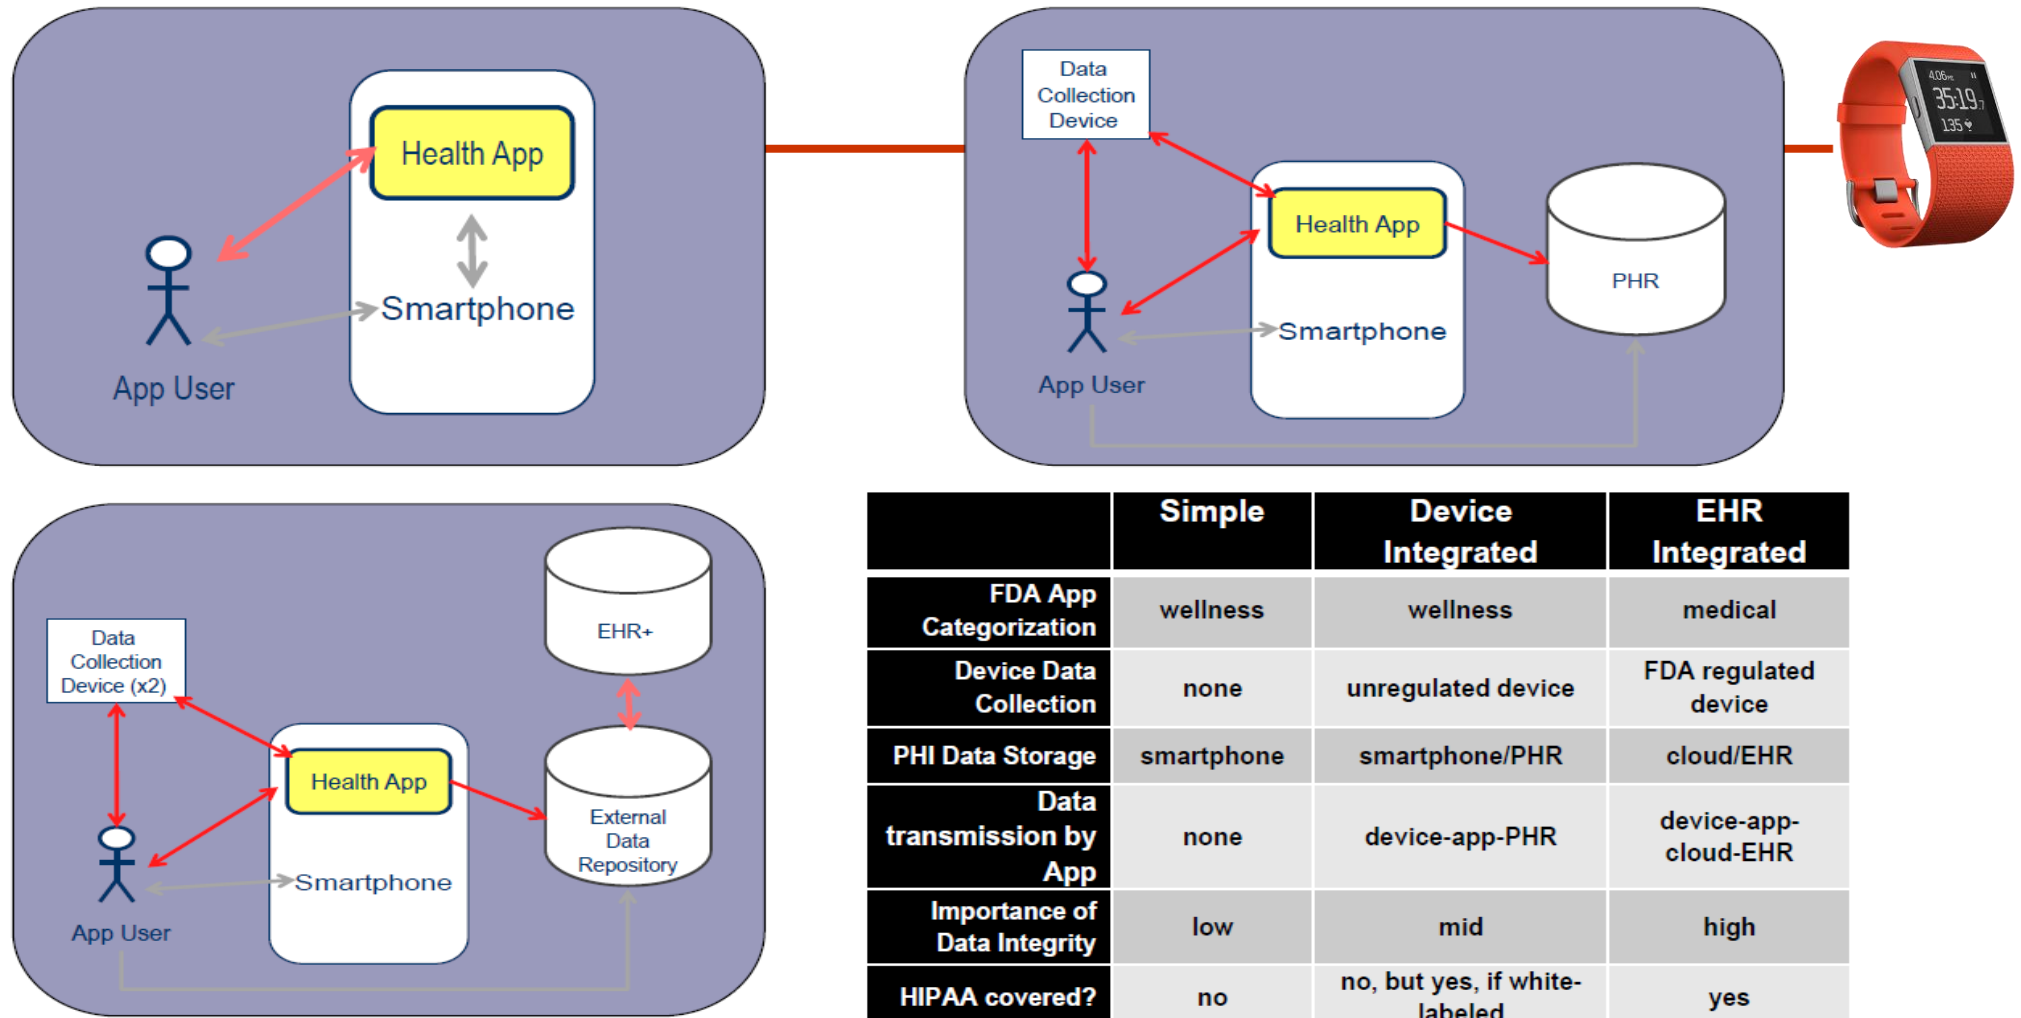 Health App
Smartphone
App User
Data
Collection
Device
Health App
PHR
Smartphone
App User
4.06
35:19
135
Data
Collection
Device (x2)
EHR+
Health App
External
Data
Repository
Smartphone
App User
Simple
Device
Integrated
EHR
Integrated
FDA App
Categorization
wellness
wellness
medical
Device Data
Collection
none
unregulated device
FDA regulated
device
PHI Data Storage
smartphone
smartphone/PHR
cloud/EHR
Data
transmission by
App
none
device-app-PHR
device-app-
cloud-EHR
Importance of
Data Integrity
low
mid
high
HIPAA covered?
no
no, but yes, if white-
labeled
yes